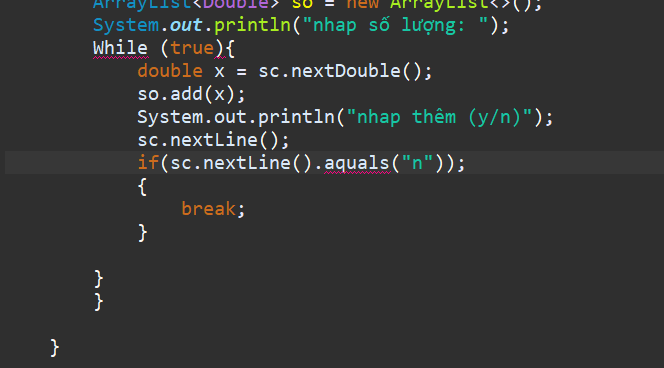 ArrayList<Double> so = new ArrayList<>();
System.out.println("nhap số lượng: ");
While (true){
double x = sc.nextDouble();
so.add(x);
System.out.println("nhap thêm (y/n)");
sc.nextLine();
if(sc.nextLine().aquals("n"));
{
break;
}
}
}
}